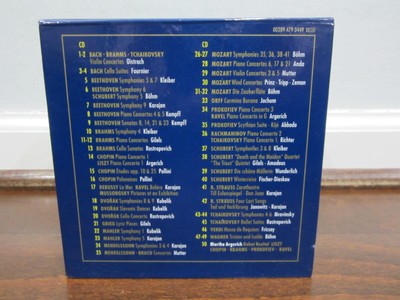 00289 479 0449
CD
1-2 BACH · BRAHMS · TCHAIKOVSKY
Violin Concertos Oistrach
3-4 BACH Cello Suites Fournier
5 BEETHOVEN Symphonies 5 & 7 Kleiber
6 BEETHOVEN Symphony 6
SCHUBERT Symphony 5 Böhm
7 BEETHOVEN Symphony 9 Karajan
8 BEETHOVEN Piano Concertos 4 & 5 Kempff
9 BEETHOVEN Sonatas 8, 14, 21 & 23 Kempff
10 BRAHMS Symphony 4 Kleiber
11-12 BRAHMS Piano Concertos Gilels
13 BRAHMS Cello Sonatas Rostropovich
14 CHOPIN Piano Concerto 1
LISZT Piano Concerto 1 Argerich
15 CHOPIN Etudes opp. 10 & 25 Pollini
16 CHOPIN Polonaises Pollini
17 DEBUSSY La Mer RAVEL Boléro Karajan
MUSSORGSKY Pictures at an Exhibition
18 DVOŘÁK Symphonies 8 & 9 Kubelik
19 DVOŘÁK Slavonic Dances Kubelik
20 DVOŘÁK Cello Concerto Rostropovich
21 GRIEG Lyric Pieces Gilels
22 MAHLER Symphony 1 Kubelik
23 MAHLER Symphony 5 Karajan
24 MENDELSSOHN Symphonies 3 & 4 Karajan
25 MENDELSSOHN · BRUCH Concertos Mutter
CD
26-27 MOZART Symphonies 35, 36, 38-41 Böhm
28 MOZART Piano Concertos 6, 17 & 21 Anda
29 MOZART Violin Concertos 3 & 5 Mutter
30 MOZART Wind Concertos Prinz · Tripp · Zeman
31-32 MOZART Die Zauberflöte Böhm
33 ORFF Carmina Burana Jochum
34 PROKOFIEV Piano Concerto 3
RAVEL Piano Concerto in G Argerich
35 PROKOFIEV Scythian Suite · Kijé Abbado
36 RACHMANINOV Piano Concerto 2
TCHAIKOVSKY Piano Concerto 1 Richter
37 SCHUBERT Symphonies 3 & 8 Kleiber
38 SCHUBERT "Death and the Maiden" Quartet
"The Trout" Quintet Gilels · Amadeus
39 SCHUBERT Die schöne Müllerin Wunderlich
40 SCHUBERT Winterreise Fischer-Dieskau
41 R. STRAUSS Zarathustra
Till Eulenspiegel · Don Juan Karajan
42 R. STRAUSS Four Last Songs
Tod und Verklärung Janowitz · Karajan
43-44 TCHAIKOVSKY Symphonies 4-6 Mravinsky
45 TCHAIKOVSKY Ballet Suites Rostropovich
46 VERDI Messa da Requiem Fricsay
47-49 WAGNER Tristan und Isolde Böhm
50 Martha Argerich Debut Recital LISZT
CHOPIN · BRAHMS · PROKOFIEV · RAVEL